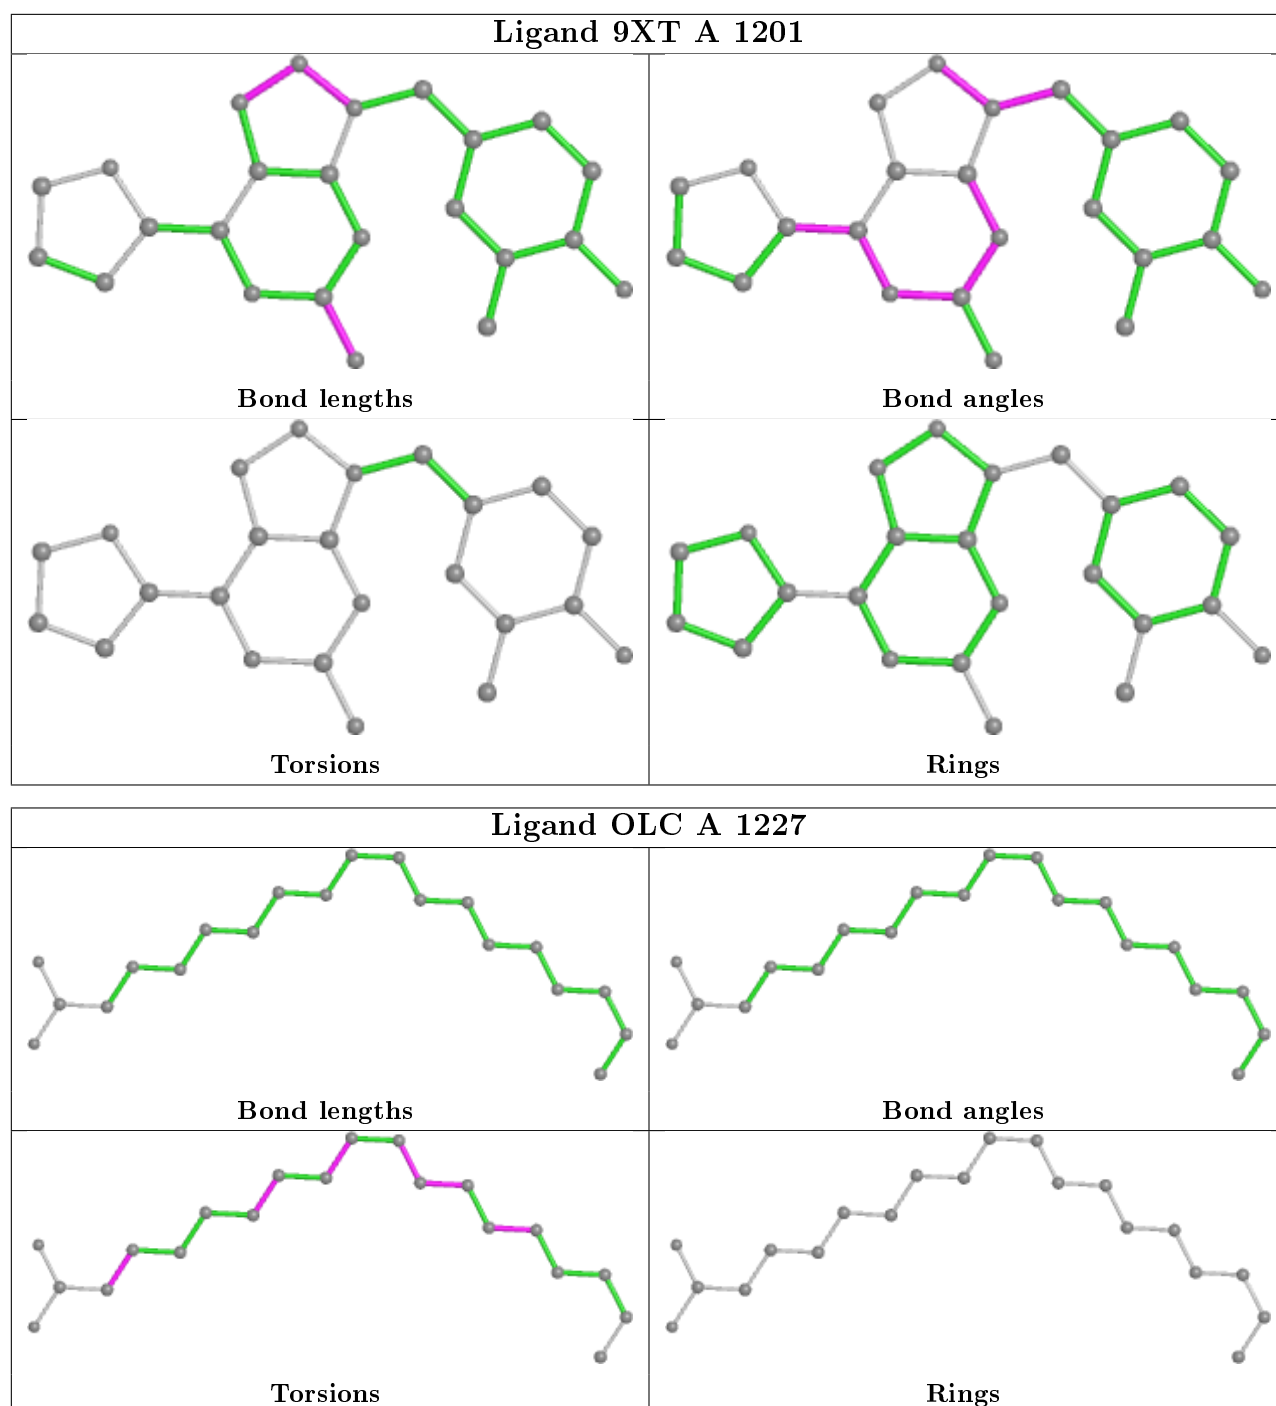 Ligand 9XT A 1201
Bond lengths
Bond angles
Torsions
Rings
Ligand OLC A 1227
Bond lengths
Bond angles
Torsions
Rings